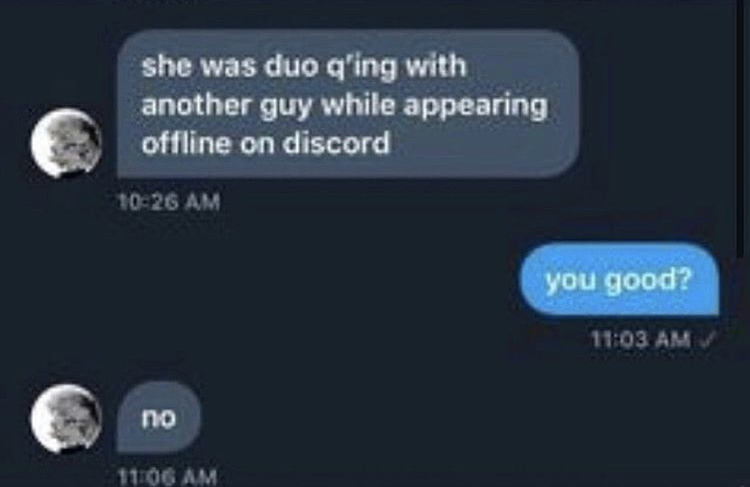 she was duo q'ing with
another guy while appearing
offline on discord
10:26 AM
you good?
11:03 AM ✓
no
11:06 AM